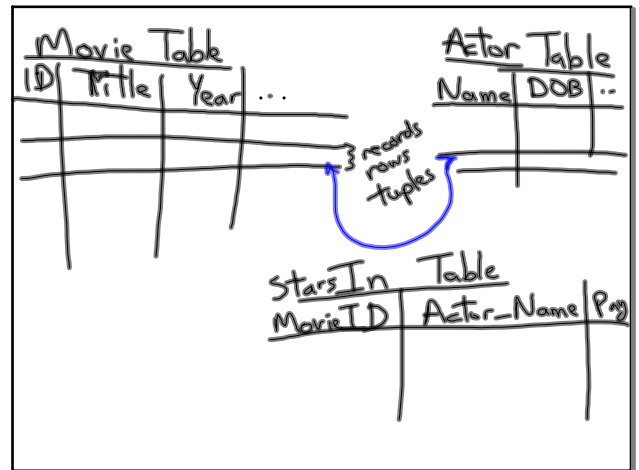 Movie Table
ID Title Year ...
Actor Table
Name DOB ..
records
rows
tuples
StarsIn Table
MovieID Actor_Name Pay